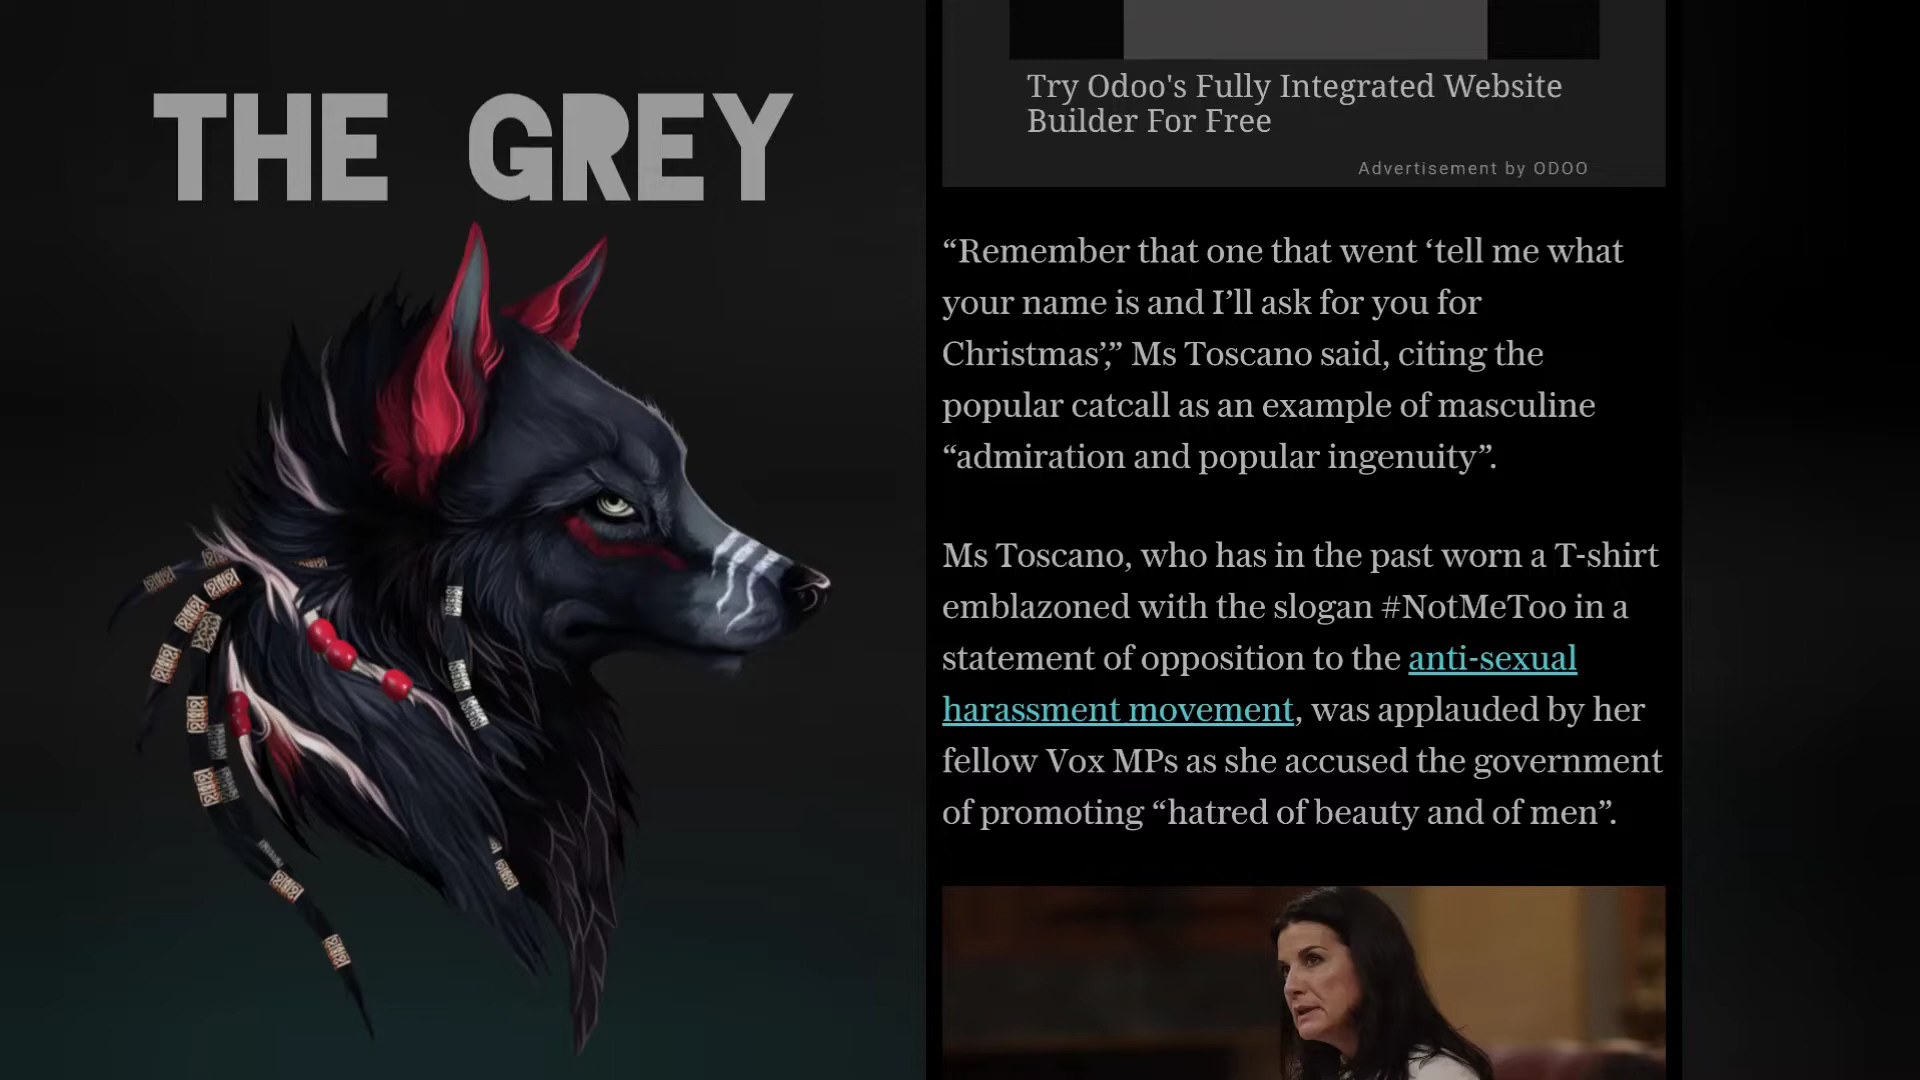 THE GREY
Try Odoo's Fully Integrated Website
Builder For Free
Advertisement by ODOO
“Remember that one that went ‘tell me what
your name is and I’ll ask for you for
Christmas’,” Ms Toscano said, citing the
popular catcall as an example of masculine
“admiration and popular ingenuity”.
Ms Toscano, who has in the past worn a T-shirt
emblazoned with the slogan #NotMeToo in a
statement of opposition to the anti-sexual
harassment movement, was applauded by her
fellow Vox MPs as she accused the government
of promoting “hatred of beauty and of men”.